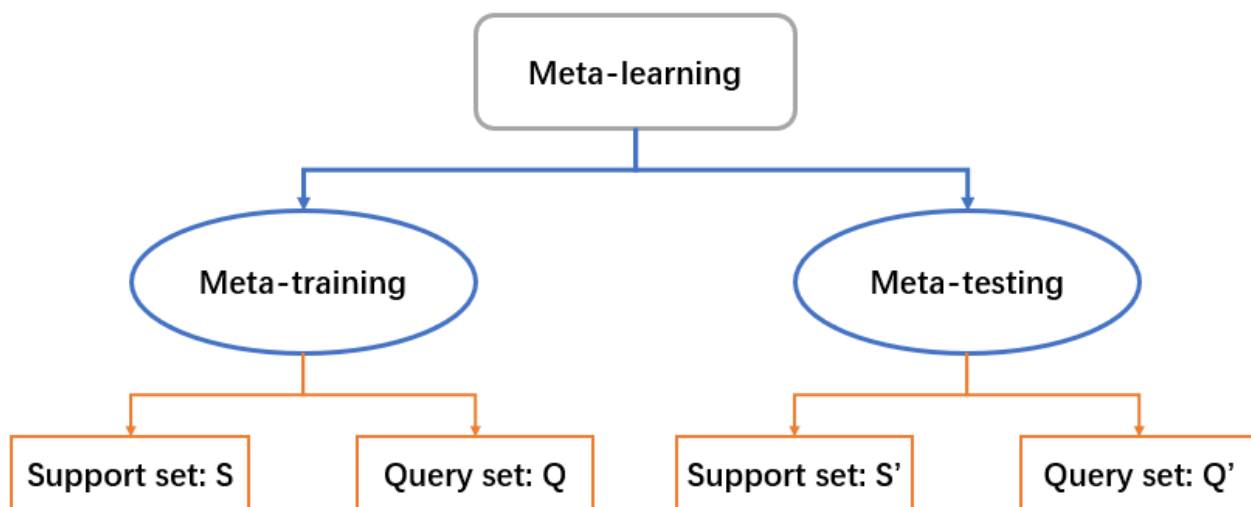 Meta-learning
Meta-training
Meta-testing
Support set: S
Query set: Q
Support set: S’
Query set: Q’